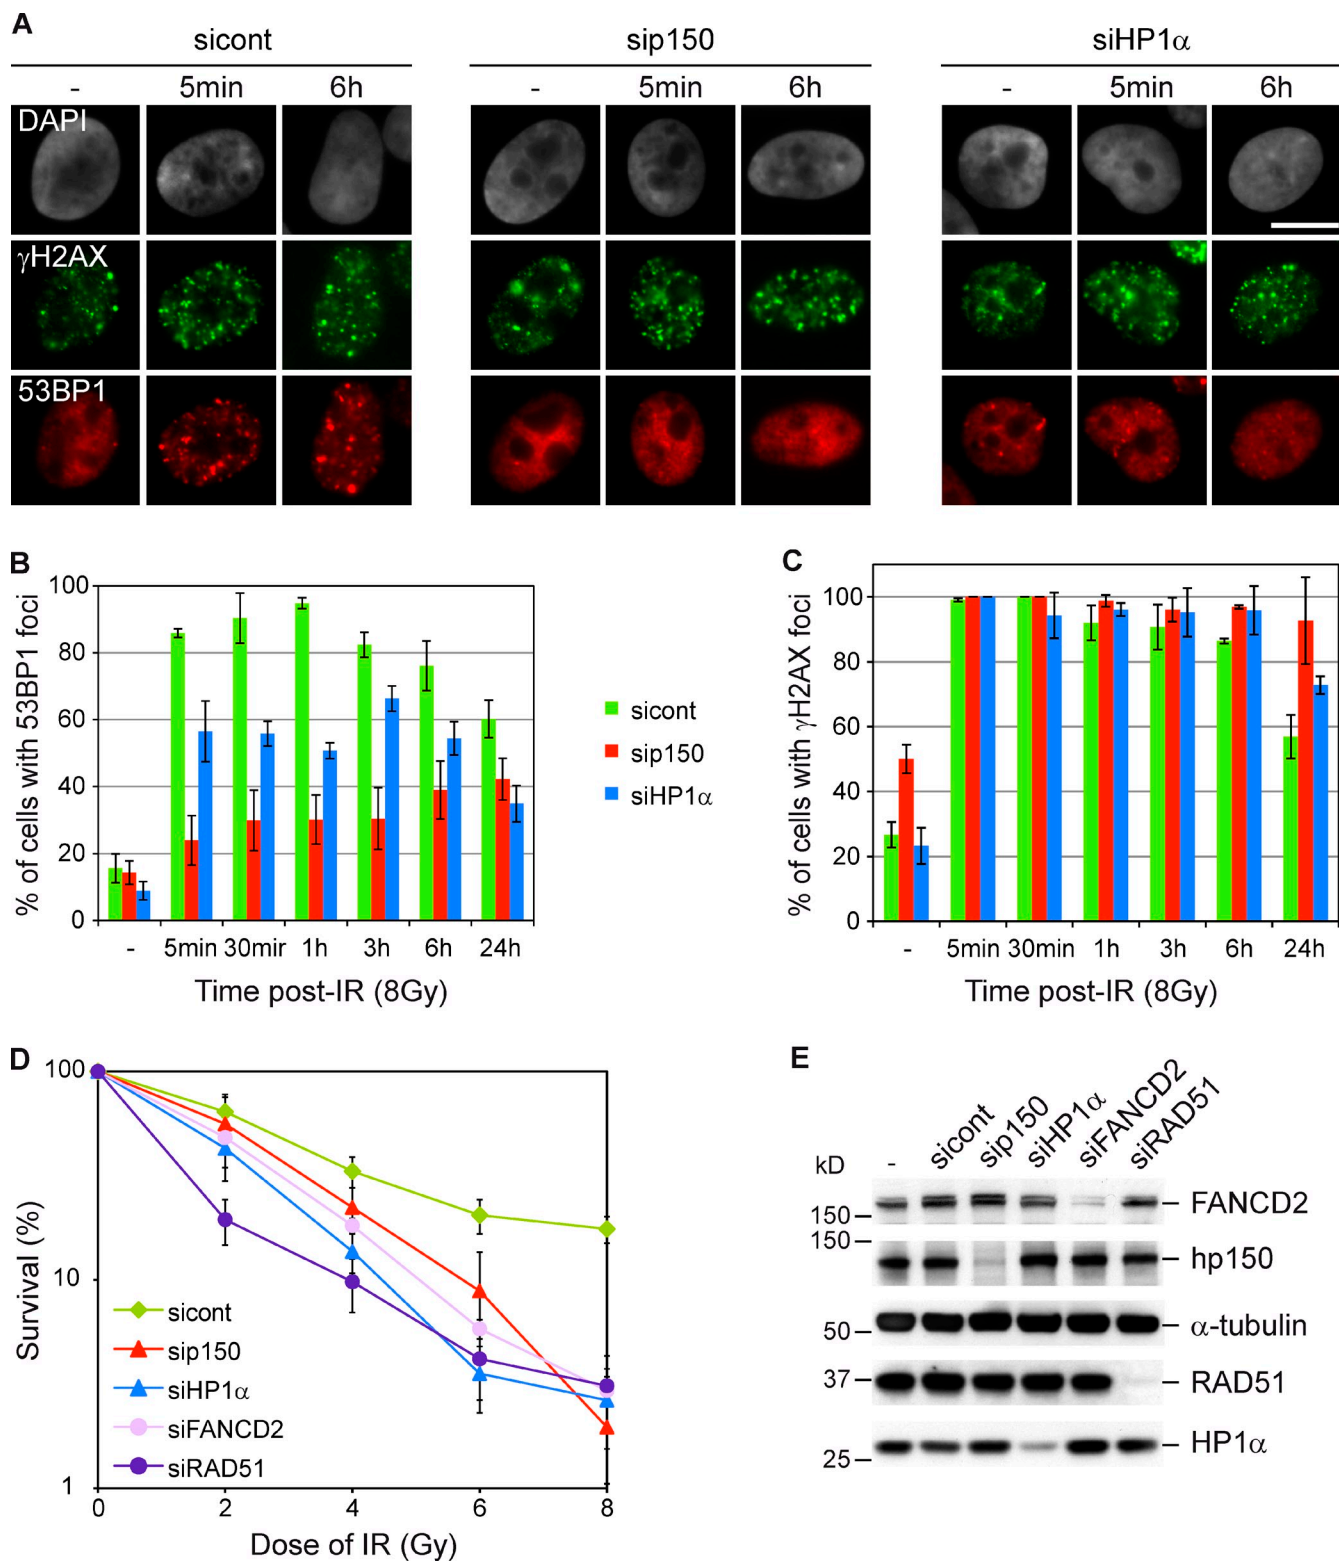 A
sicont sip150 siHP1α
- 5min 6h - 5min 6h - 5min 6h
DAPI
γH2AX
53BP1
B
% of cells with 53BP1 foci
100
80
60
40
20
0
- 5min 30mir 1h 3h 6h 24h
Time post-IR (8Gy)
sicont
sip150
siHP1α
C
% of cells with γH2AX foci
100
80
60
40
20
0
- 5min 30min 1h 3h 6h 24h
Time post-IR (8Gy)
D
Survival (%)
100
10
1
sicont
sip150
siHP1α
siFANCD2
siRAD51
0 2 4 6 8
Dose of IR (Gy)
E
kD - sicont sip150 siHP1α siFANCD2 siRAD51
150 FANCD2
150 hp150
50 α-tubulin
37 RAD51
25 HP1α